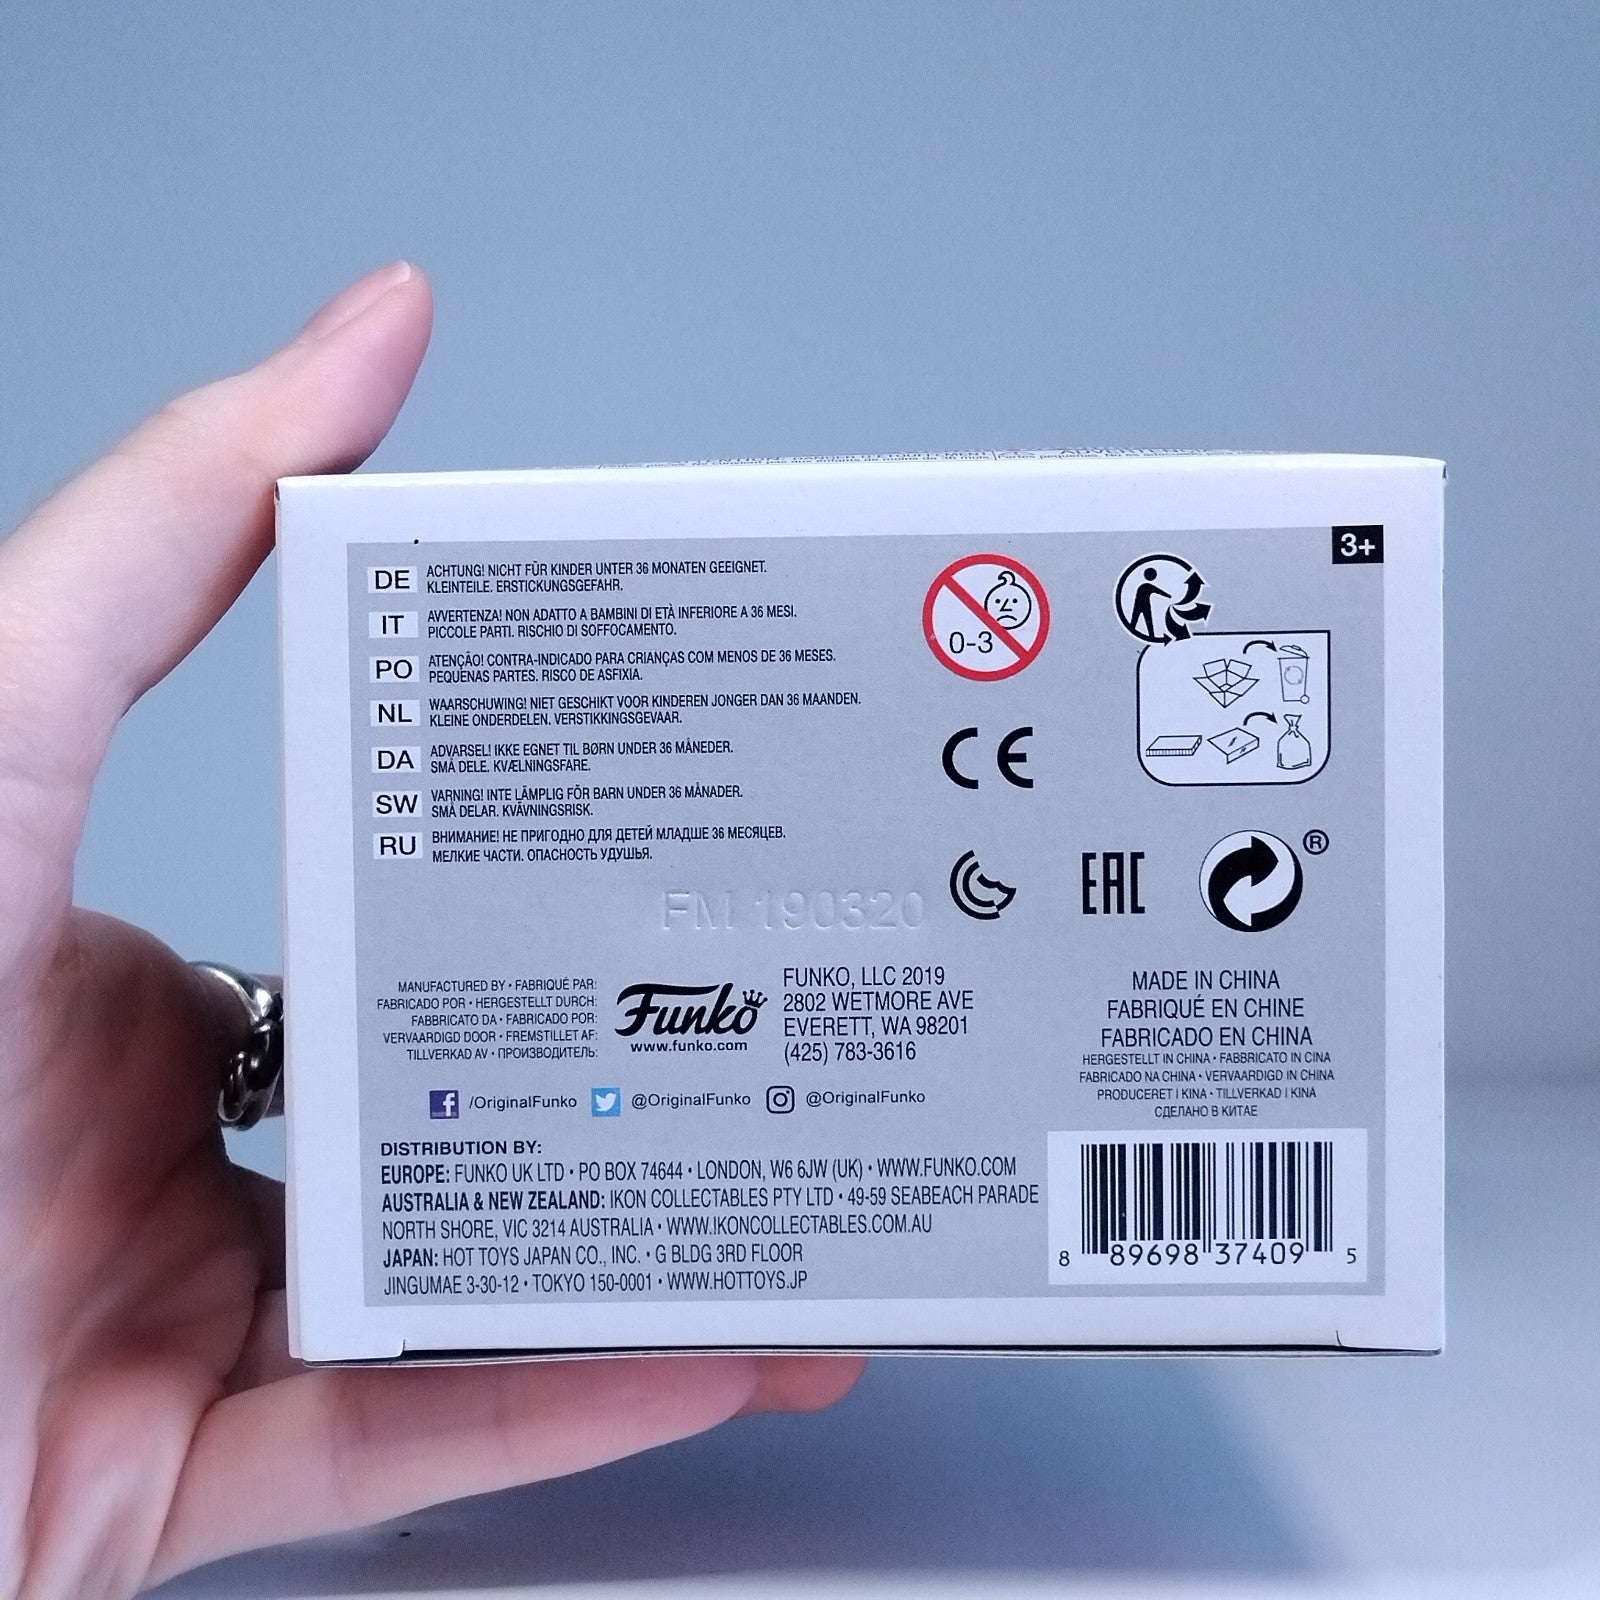 3+
DE ACHTUNG! NICHT FÜR KINDER UNTER 36 MONATEN GEEIGNET.
KLEINTEILE. ERSTICKUNGSGEFAHR.
IT AVVERTENZA! NON ADATTO A BAMBINI DI ETÀ INFERIORE A 36 MESI.
PICCOLE PARTI. RISCHIO DI SOFFOCAMENTO.
PO ATENÇÃO! CONTRA-INDICADO PARA CRIANÇAS COM MENOS DE 36 MESES.
PEQUENAS PARTES. RISCO DE ASFIXIA.
NL WAARSCHUWING! NIET GESCHIKT VOOR KINDEREN JONGER DAN 36 MAANDEN.
KLEINE ONDERDELEN. VERSTIKKINGSGEVAAR.
DA ADVARSEL! IKKE EGNET TIL BØRN UNDER 36 MÅNEDER.
SMÅ DELE. KVÆLNINGSFARE.
SW VARNING! INTE LÄMPLIG FÖR BARN UNDER 36 MÅNADER.
SMÅ DELAR. KVÄVNINGSRISK.
RU ВНИМАНИЕ! НЕ ПРИГОДНО ДЛЯ ДЕТЕЙ МЛАДШЕ 36 МЕСЯЦЕВ.
МЕЛКИЕ ЧАСТИ. ОПАСНОСТЬ УДУШЬЯ.
0-3
CE
EAC
®
FM 190320
MANUFACTURED BY • FABRIQUÉ PAR:
FABRICADO POR • HERGESTELLT DURCH:
FABBRICATO DA • FABRICADO POR:
VERVAARDIGD DOOR • FREMSTILLET AF:
TILLVERKAD AV • ПРОИЗВОДИТЕЛЬ:
Funko
www.funko.com
FUNKO, LLC 2019
2802 WETMORE AVE
EVERETT, WA 98201
(425) 783-3616
MADE IN CHINA
FABRIQUÉ EN CHINE
FABRICADO EN CHINA
HERGESTELLT IN CHINA • FABBRICATO IN CINA
FABRICADO NA CHINA • VERVAARDIGD IN CHINA
PRODUCERET I KINA • TILLVERKAD I KINA
СДЕЛАНО В КИТАЕ
/OriginalFunko @OriginalFunko @OriginalFunko
DISTRIBUTION BY:
EUROPE: FUNKO UK LTD • PO BOX 74644 • LONDON, W6 6JW (UK) • WWW.FUNKO.COM
AUSTRALIA & NEW ZEALAND: IKON COLLECTABLES PTY LTD • 49-59 SEABEACH PARADE
NORTH SHORE, VIC 3214 AUSTRALIA • WWW.IKONCOLLECTABLES.COM.AU
JAPAN: HOT TOYS JAPAN CO., INC. • G BLDG 3RD FLOOR
JINGUMAE 3-30-12 • TOKYO 150-0001 • WWW.HOTTOYS.JP
8 89698 37409 5